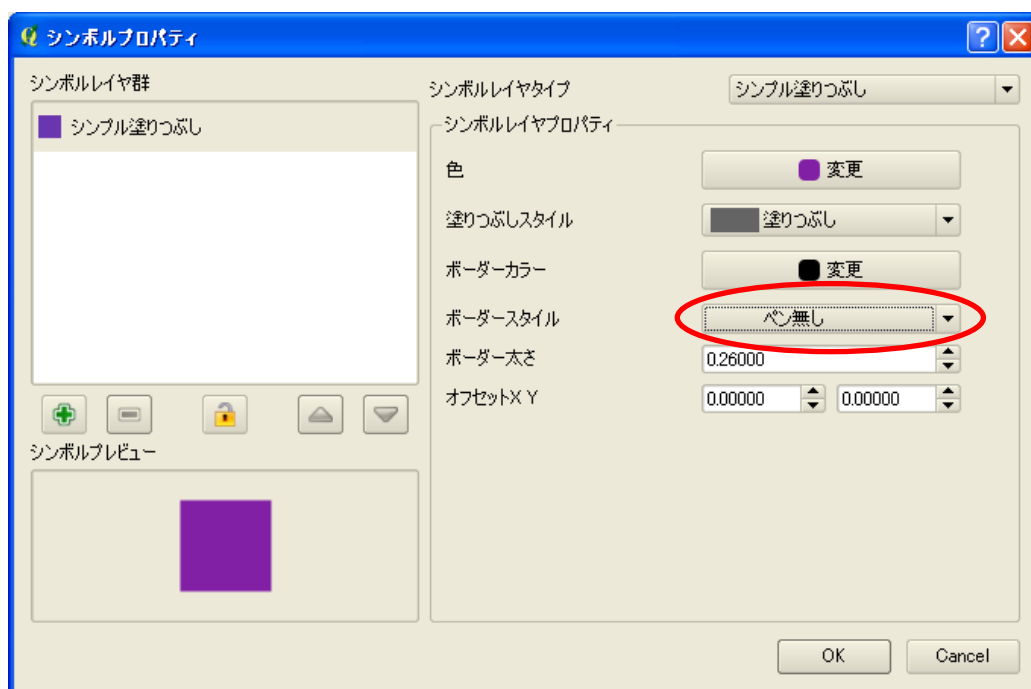 シンボルプロパティ
シンボルレイヤ群
シンプル塗りつぶし
シンボルプレビュー
シンボルレイヤタイプ シンプル塗りつぶし
シンボルレイヤプロパティ
色 変更
塗りつぶしスタイル 塗りつぶし
ボーダーカラー 変更
ボーダースタイル ペン無し
ボーダー太さ 0.26000
オフセットX Y 0.00000 0.00000
OK Cancel